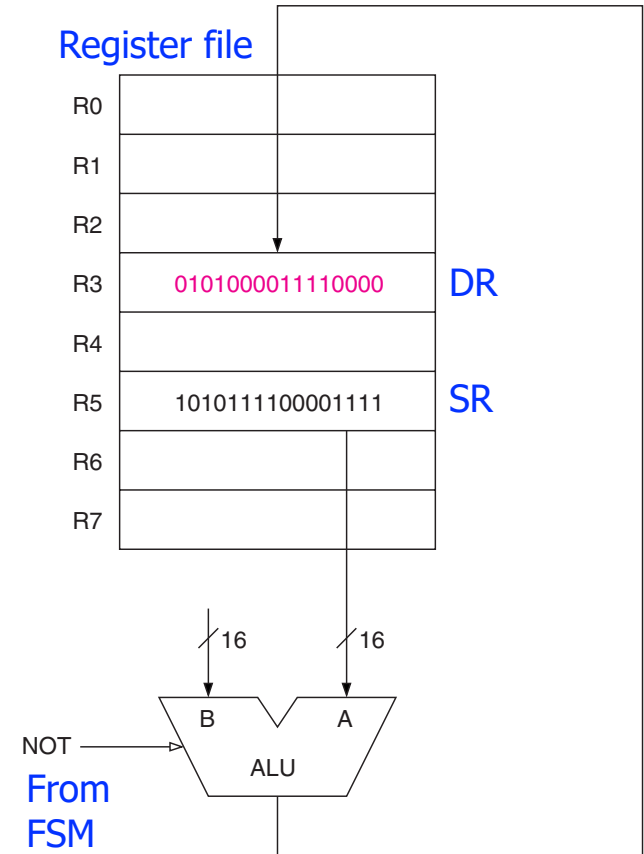 Register file
R0
R1
R2
R3 0101000011110000 DR
R4
R5 1010111100001111 SR
R6
R7
16 16
B A
NOT
ALU
From
FSM